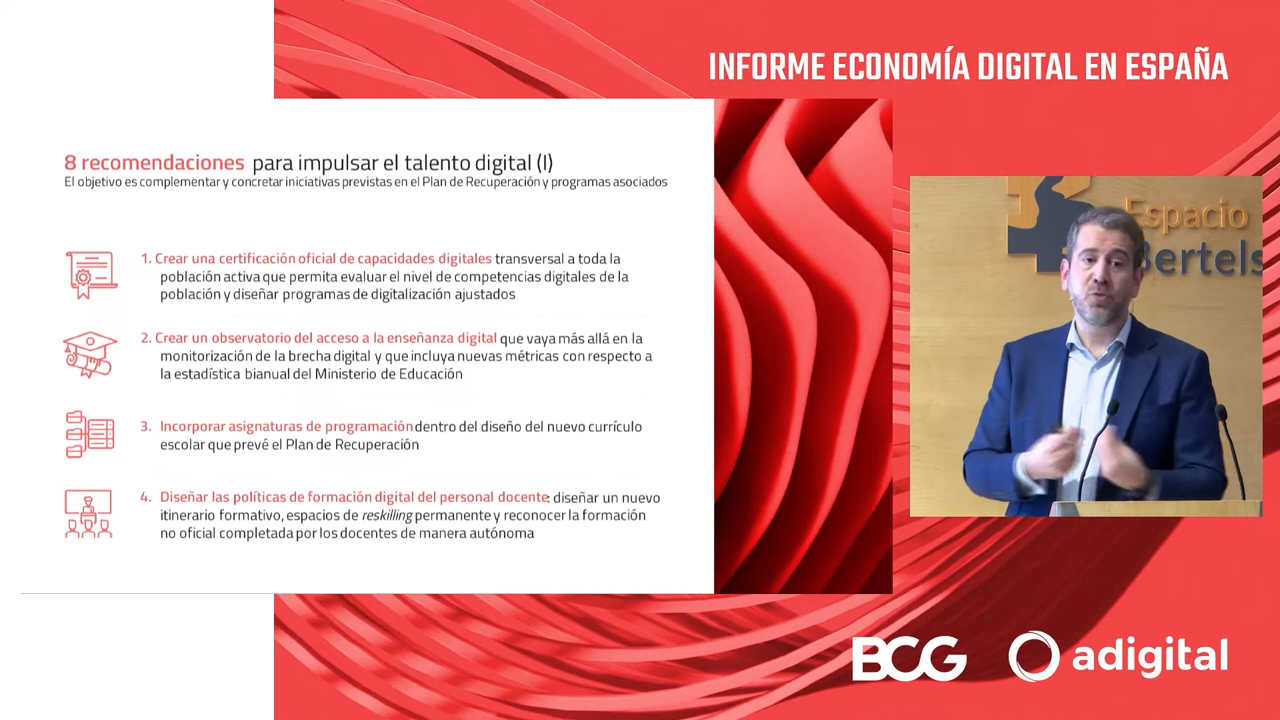 INFORME ECONOMÍA DIGITAL EN ESPAÑA
8 recomendaciones para impulsar el talento digital (I)
El objetivo es complementar y concretar iniciativas previstas en el Plan de Recuperación y programas asociados
1. Crear una certificación oficial de capacidades digitales transversal a toda la
población activa que permita evaluar el nivel de competencias digitales de la
población y diseñar programas de digitalización ajustados
2. Crear un observatorio del acceso a la enseñanza digital que vaya más allá en la
monitorización de la brecha digital y que incluya nuevas métricas con respecto a
la estadística bianual del Ministerio de Educación
3. Incorporar asignaturas de programación dentro del diseño del nuevo currículo
escolar que prevé el Plan de Recuperación
4. Diseñar las políticas de formación digital del personal docente: diseñar un nuevo
itinerario formativo, espacios de reskilling permanente y reconocer la formación
no oficial completada por los docentes de manera autónoma
Espacio
Bertels
BCG adigital